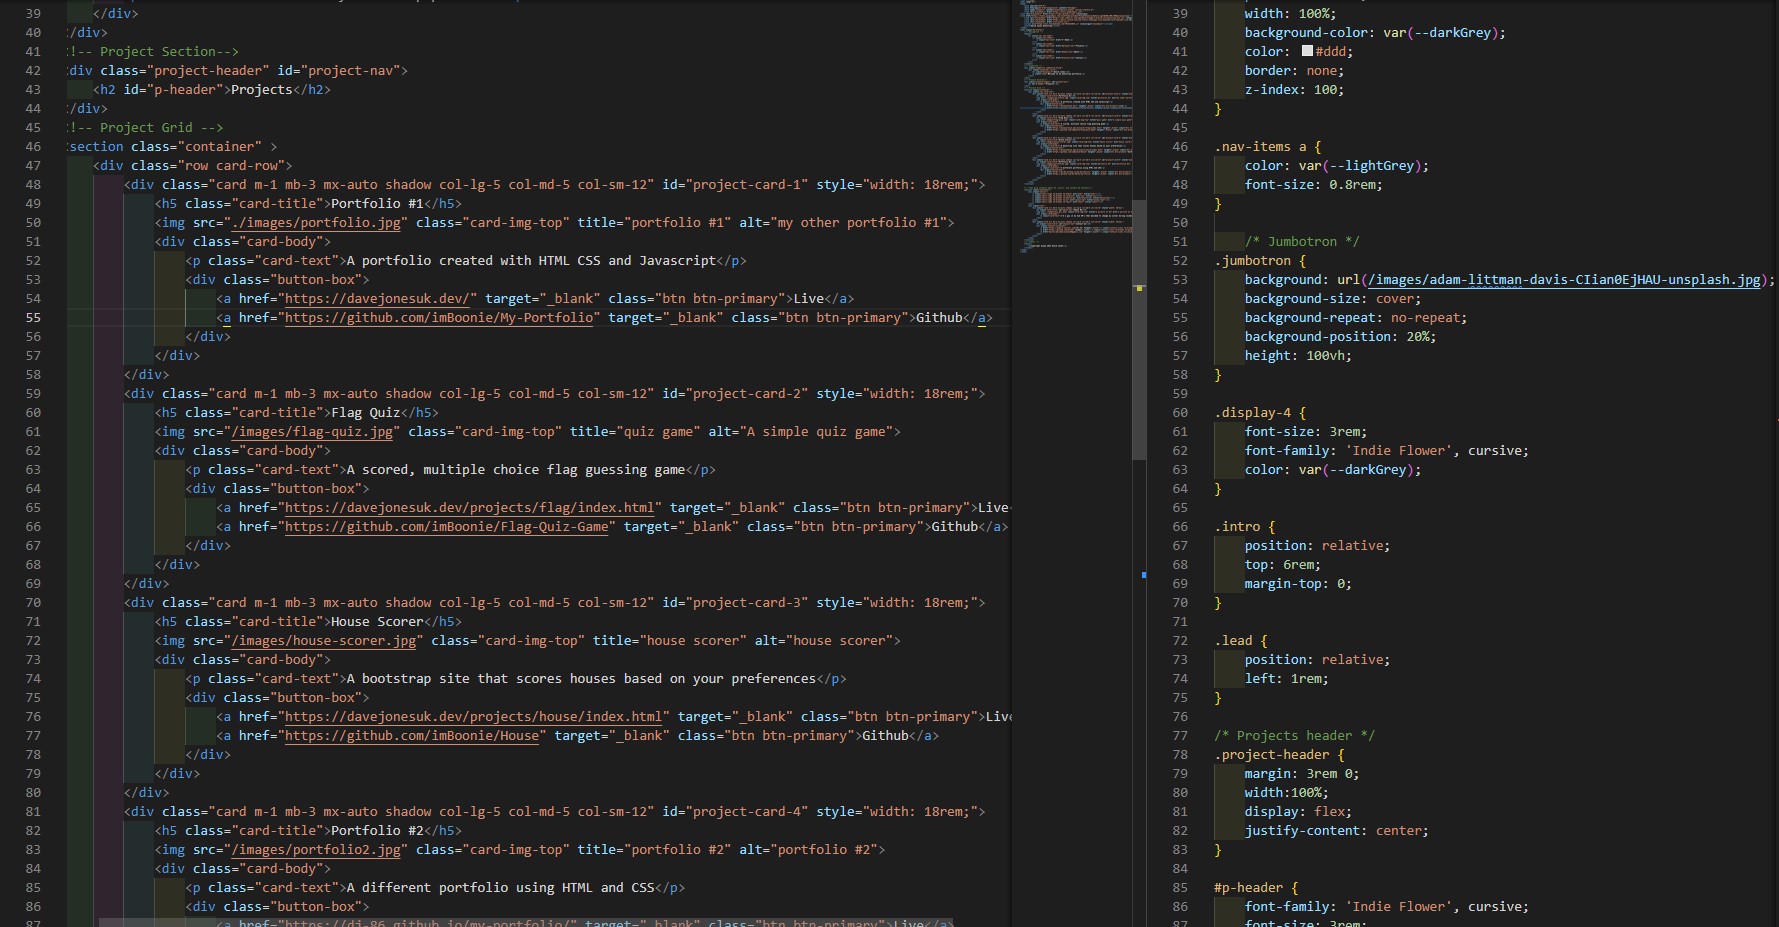 39 </div>
40 </div>
41 !-- Project Section-->
42 div class="project-header" id="project-nav">
43 <h2 id="p-header">Projects</h2>
44 /div>
45 !-- Project Grid -->
46 section class="container" >
47 <div class="row card-row">
48 <div class="card m-1 mb-3 mx-auto shadow col-lg-5 col-md-5 col-sm-12" id="project-card-1" style="width: 18rem;">
49 <h5 class="card-title">Portfolio #1</h5>
50 <img src="./images/portfolio.jpg" class="card-img-top" title="portfolio #1" alt="my other portfolio #1">
51 <div class="card-body">
52 <p class="card-text">A portfolio created with HTML CSS and Javascript</p>
53 <div class="button-box">
54 <a href="https://davejonesuk.dev/" target="_blank" class="btn btn-primary">Live</a>
55 <a href="https://github.com/imBoonie/My-Portfolio" target="_blank" class="btn btn-primary">Github</a>
56 </div>
57 </div>
58 </div>
59 <div class="card m-1 mb-3 mx-auto shadow col-lg-5 col-md-5 col-sm-12" id="project-card-2" style="width: 18rem;">
60 <h5 class="card-title">Flag Quiz</h5>
61 <img src="/images/flag-quiz.jpg" class="card-img-top" title="quiz game" alt="A simple quiz game">
62 <div class="card-body">
63 <p class="card-text">A scored, multiple choice flag guessing game</p>
64 <div class="button-box">
65 <a href="https://davejonesuk.dev/projects/flag/index.html" target="_blank" class="btn btn-primary">Live
66 <a href="https://github.com/imBoonie/Flag-Quiz-Game" target="_blank" class="btn btn-primary">Github</a>
67 </div>
68 </div>
69 </div>
70 <div class="card m-1 mb-3 mx-auto shadow col-lg-5 col-md-5 col-sm-12" id="project-card-3" style="width: 18rem;">
71 <h5 class="card-title">House Scorer</h5>
72 <img src="/images/house-scorer.jpg" class="card-img-top" title="house scorer" alt="house scorer">
73 <div class="card-body">
74 <p class="card-text">A bootstrap site that scores houses based on your preferences</p>
75 <div class="button-box">
76 <a href="https://davejonesuk.dev/projects/house/index.html" target="_blank" class="btn btn-primary">Live
77 <a href="https://github.com/imBoonie/House" target="_blank" class="btn btn-primary">Github</a>
78 </div>
79 </div>
80 </div>
81 <div class="card m-1 mb-3 mx-auto shadow col-lg-5 col-md-5 col-sm-12" id="project-card-4" style="width: 18rem;">
82 <h5 class="card-title">Portfolio #2</h5>
83 <img src="/images/portfolio2.jpg" class="card-img-top" title="portfolio #2" alt="portfolio #2">
84 <div class="card-body">
85 <p class="card-text">A different portfolio using HTML and CSS</p>
86 <div class="button-box">
87 <a href="https://dj-86.github.io/my-portfolio/" target="_blank" class="btn btn-primary">Live</a>
39 width: 100%;
40 background-color: var(--darkGrey);
41 color: #ddd;
42 border: none;
43 z-index: 100;
44 }
45
46 .nav-items a {
47 color: var(--lightGrey);
48 font-size: 0.8rem;
49 }
50
51 /* Jumbotron */
52 .jumbotron {
53 background: url(/images/adam-littman-davis-CIian0EjHAU-unsplash.jpg);
54 background-size: cover;
55 background-repeat: no-repeat;
56 background-position: 20%;
57 height: 100vh;
58 }
59
60 .display-4 {
61 font-size: 3rem;
62 font-family: 'Indie Flower', cursive;
63 color: var(--darkGrey);
64 }
65
66 .intro {
67 position: relative;
68 top: 6rem;
69 margin-top: 0;
70 }
71
72 .lead {
73 position: relative;
74 left: 1rem;
75 }
76
77 /* Projects header */
78 .project-header {
79 margin: 3rem 0;
80 width:100%;
81 display: flex;
82 justify-content: center;
83 }
84
85 #p-header {
86 font-family: 'Indie Flower', cursive;
87 font-size: 3rem;